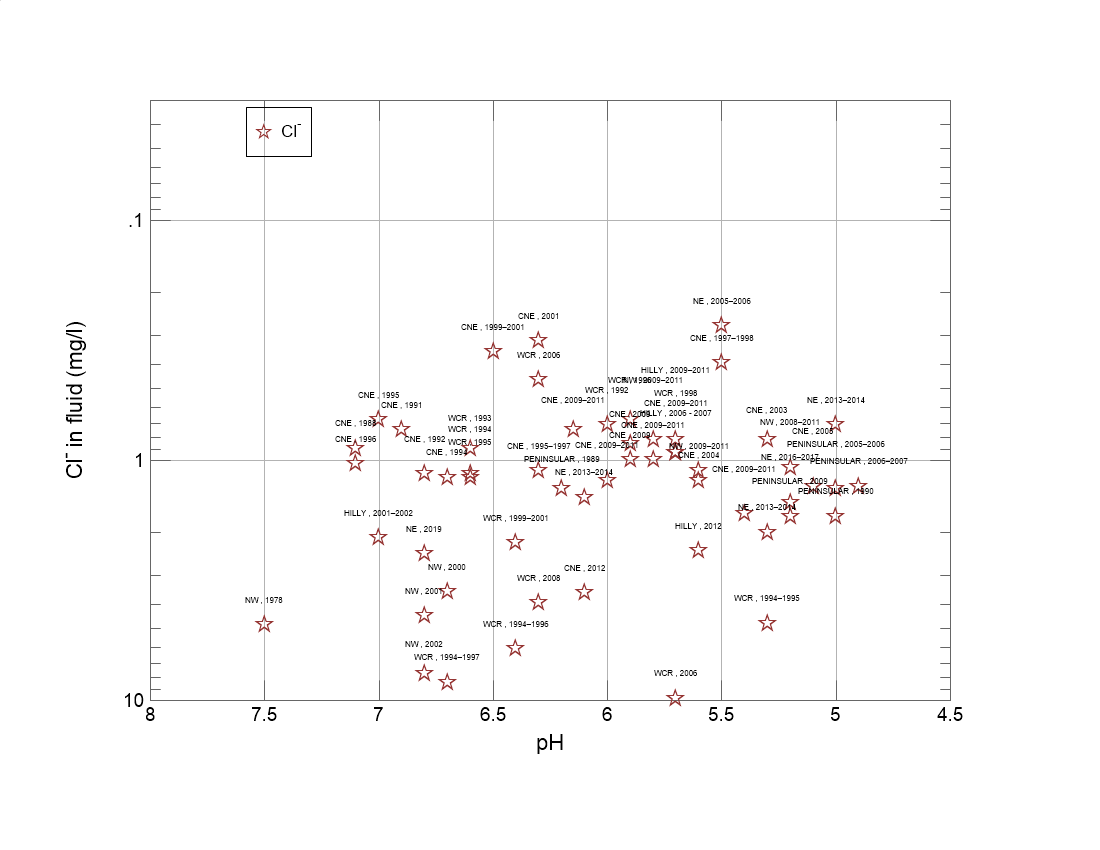 Cl-
.1
1
10
Cl- in fluid (mg/l)
NE , 2005–2006
CNE , 2001
CNE , 1999–2001
CNE , 1997–1998
WCR , 2006
HILLY , 2009–2011
WCR , 1992
WCR , 1998
CNE , 1995
CNE , 1991
CNE , 2009–2011
CNE , 2009–2011
NE , 2013–2014
CNE , 2003
HILLY , 2006 - 2007
WCR , 1993
CNE , 2009–2011
NW , 2008–2011
WCR , 1994
CNE , 2008
CNE , 1996
CNE , 1992
WCR , 1995
CNE , 1994
CNE , 1995–1997
CNE , 2009
PENINSULAR , 2005–2006
NW , 2009–2011
CNE , 2004
NE , 2016–2017
PENINSULAR , 1989
PENINSULAR , 2006–2007
NE , 2013–2014
CNE , 2009–2011
PENINSULAR , 2009
PENINSULAR , 1990
NE , 2013–2014
HILLY , 2001–2002
WCR , 1999–2001
NE , 2019
HILLY , 2012
NW , 2000
CNE , 2012
WCR , 2008
NW , 2001
NW , 1978
WCR , 1994–1995
WCR , 1994–1996
NW , 2002
WCR , 1994–1997
WCR , 2006
8 7.5 7 6.5 6 5.5 5 4.5
pH